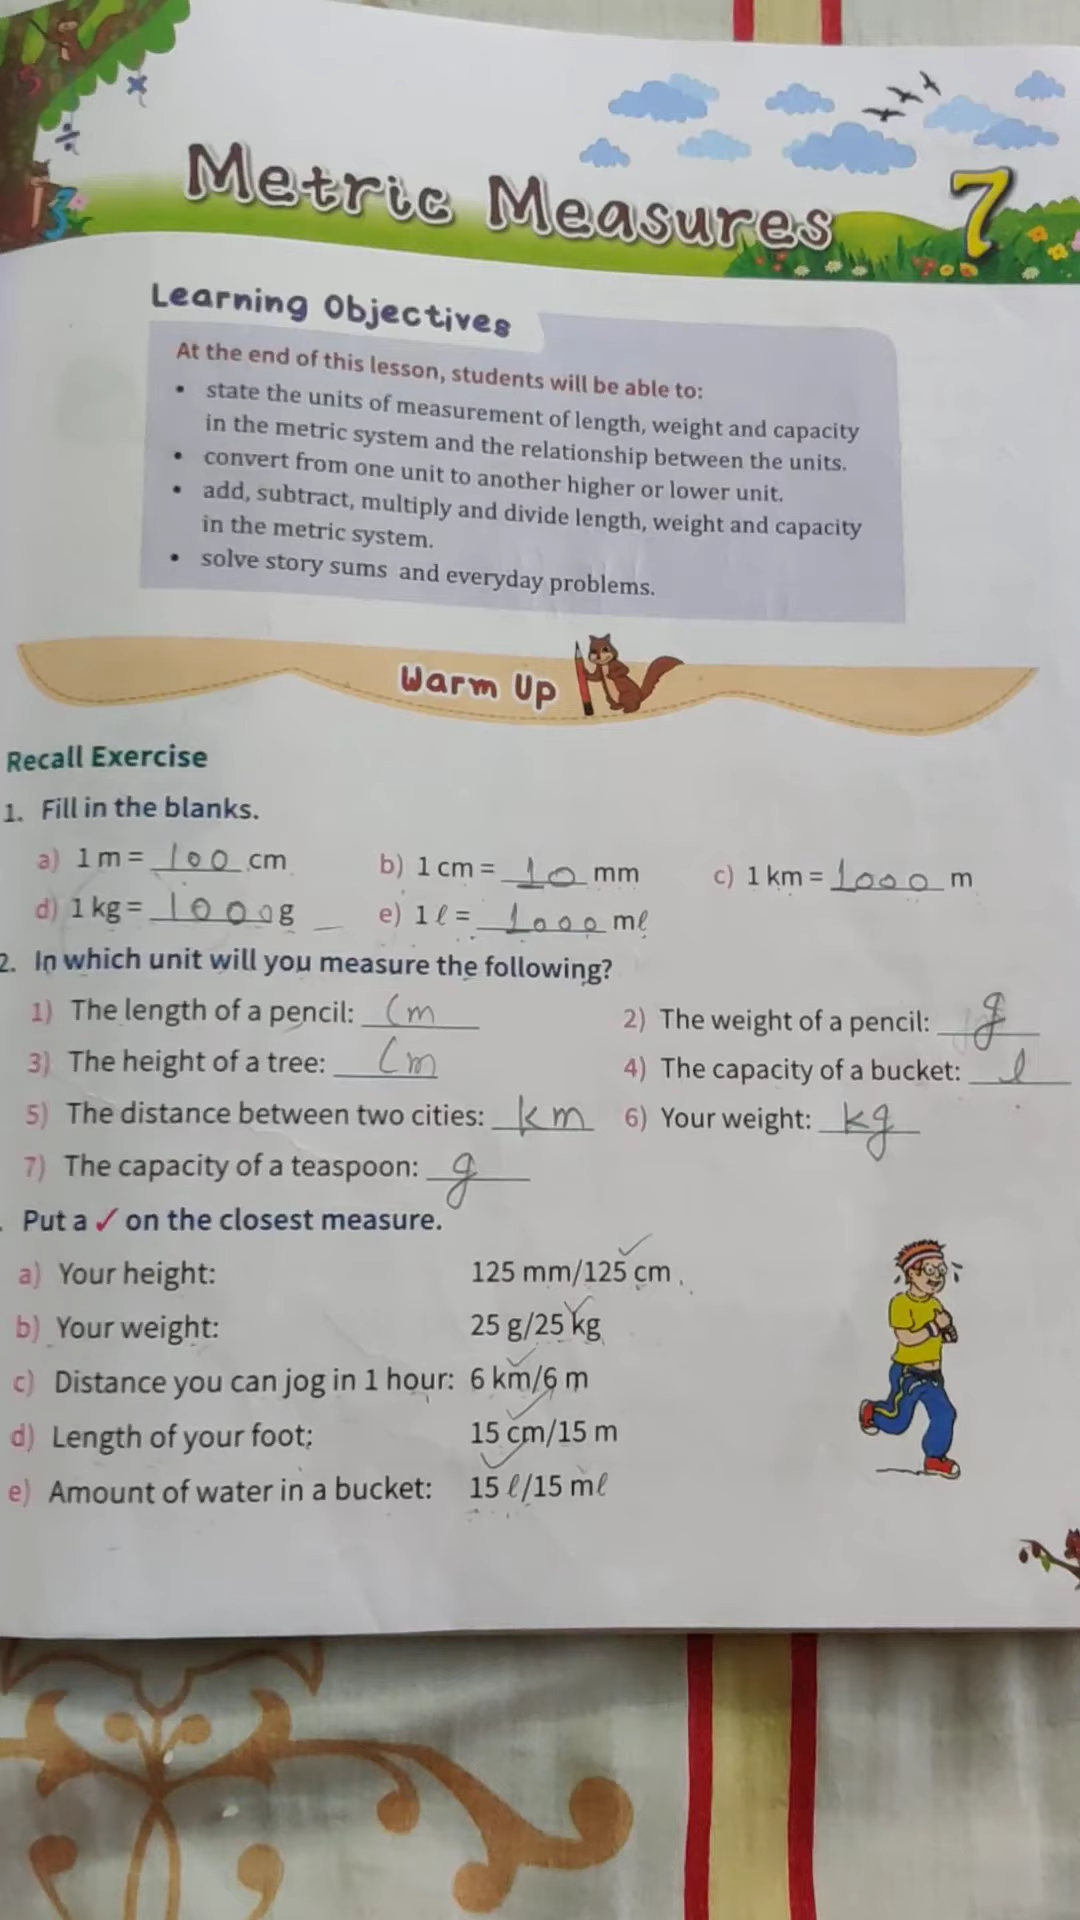 Metric Measures 7
Learning Objectives
At the end of this lesson, students will be able to:
• state the units of measurement of length, weight and capacity
in the metric system and the relationship between the units.
• convert from one unit to another higher or lower unit.
• add, subtract, multiply and divide length, weight and capacity
in the metric system.
• solve story sums and everyday problems.
Warm Up
Recall Exercise
1. Fill in the blanks.
a) 1 m = 100 cm b) 1 cm = 10 mm c) 1 km = 1000 m
d) 1 kg = 1000 g e) 1 ℓ = 1000 mℓ
2. In which unit will you measure the following?
1) The length of a pencil: Cm 2) The weight of a pencil: g
3) The height of a tree: Cm 4) The capacity of a bucket: l
5) The distance between two cities: km 6) Your weight: kg
7) The capacity of a teaspoon: g
. Put a ✓ on the closest measure.
a) Your height: 125 mm/125 cm ✓
b) Your weight: 25 g/25 kg ✓
c) Distance you can jog in 1 hour: 6 km/6 m ✓
d) Length of your foot: 15 cm/15 m ✓
e) Amount of water in a bucket: 15 ℓ/15 mℓ ✓